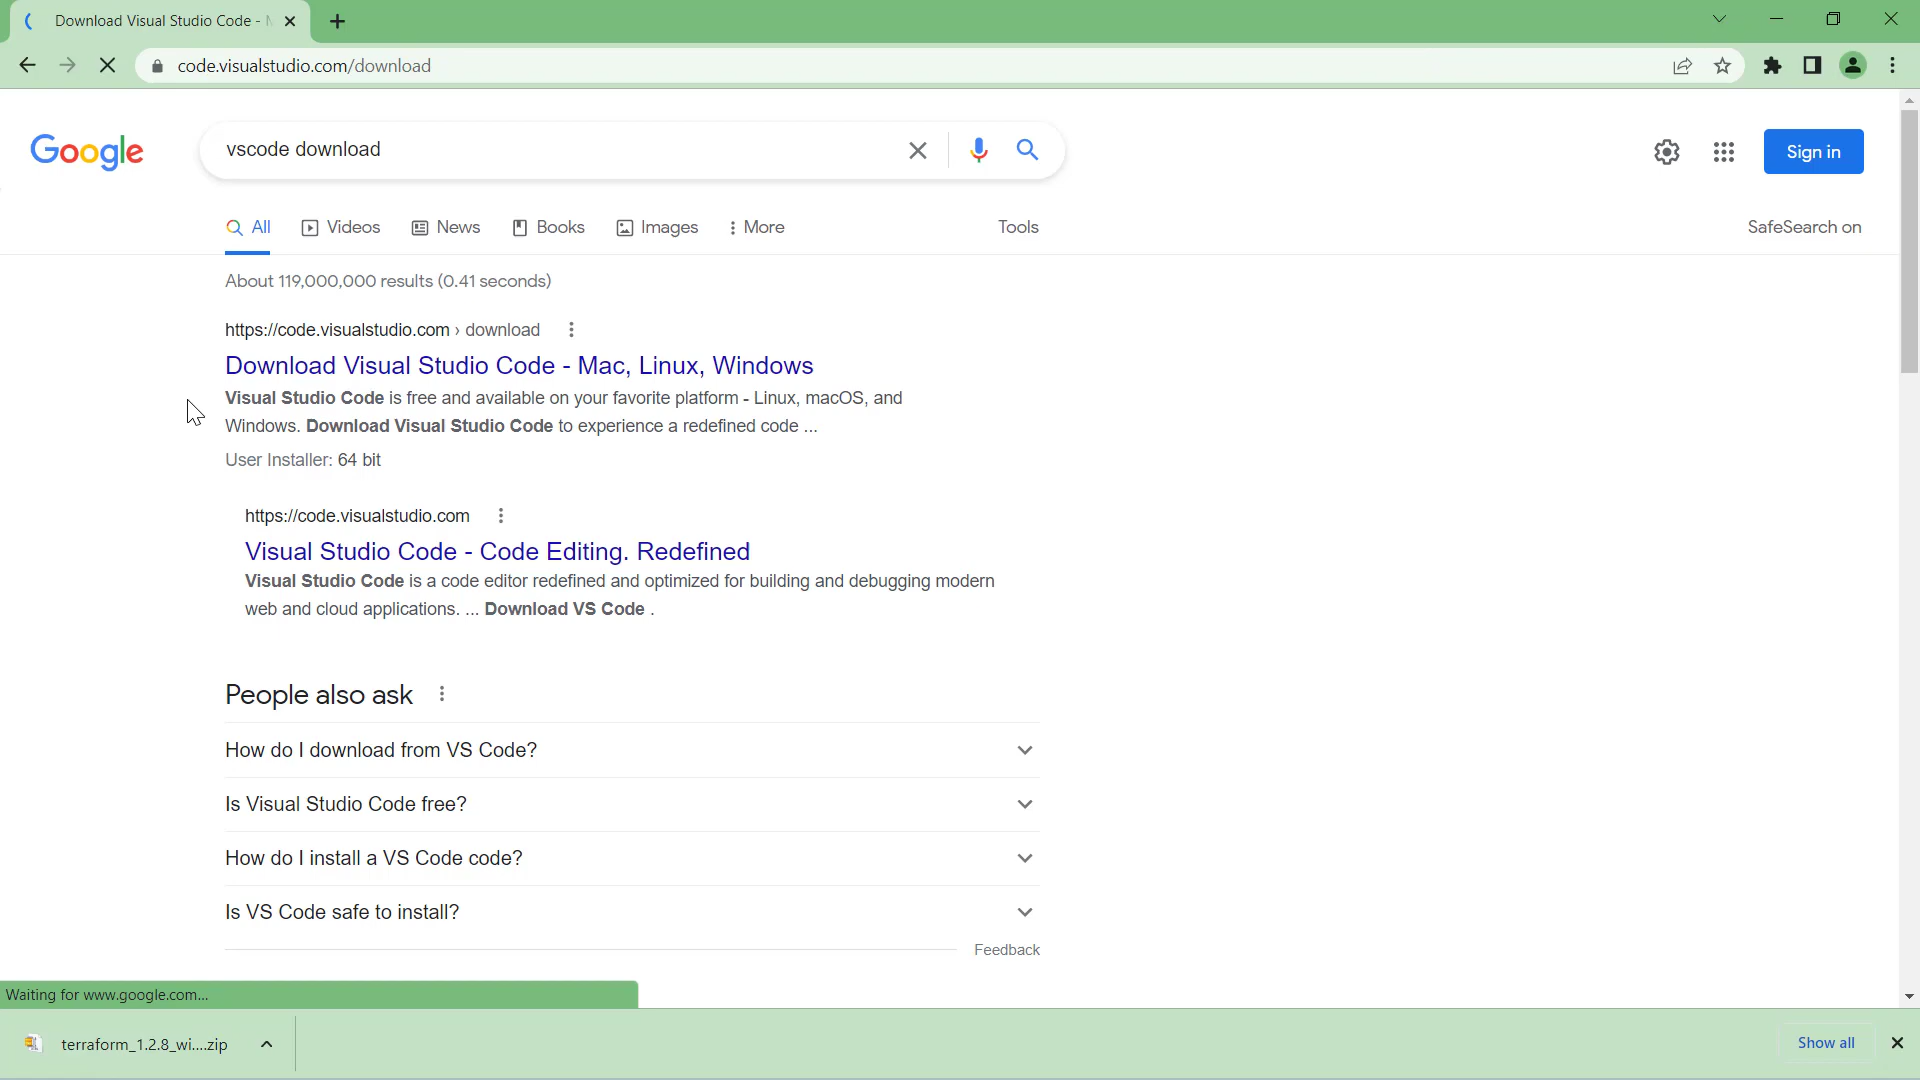 Download Visual Studio Code -
code.visualstudio.com/download
Google
vscode download
Sign in
All Videos News Books Images More Tools SafeSearch on
About 119,000,000 results (0.41 seconds)
https://code.visualstudio.com › download
Download Visual Studio Code - Mac, Linux, Windows
Visual Studio Code is free and available on your favorite platform - Linux, macOS, and
Windows. Download Visual Studio Code to experience a redefined code ...
User Installer: 64 bit
https://code.visualstudio.com
Visual Studio Code - Code Editing. Redefined
Visual Studio Code is a code editor redefined and optimized for building and debugging modern
web and cloud applications. ... Download VS Code .
People also ask
How do I download from VS Code?
Is Visual Studio Code free?
How do I install a VS Code code?
Is VS Code safe to install?
Feedback
Waiting for www.google.com...
terraform_1.2.8_wi....zip
Show all